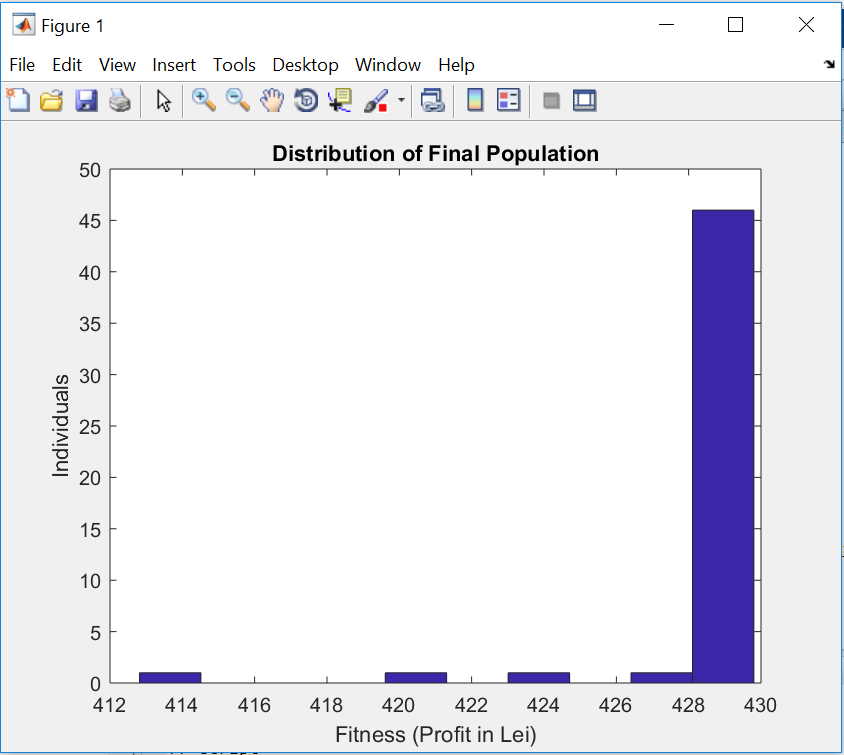 Figure 1
File Edit View Insert Tools Desktop Window Help
Distribution of Final Population
50
45
40
35
30
25
20
15
10
5
0
Individuals
412 414 416 418 420 422 424 426 428 430
Fitness (Profit in Lei)